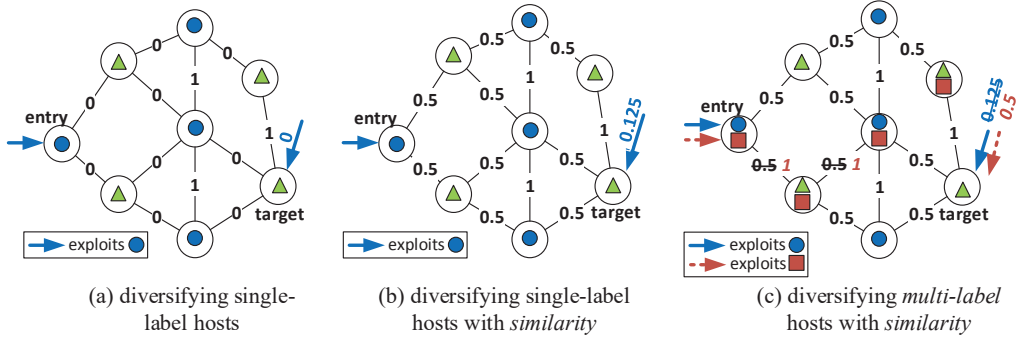 0
0
1
0
0
entry
1
0
0
0
0
1
0
0
target
exploits
(a) diversifying single-
label hosts
0.5
0.5
1
0.5
0.5
entry
0.125
1
0.5
0.5
0.5
1
0.5
0.5
target
exploits
(b) diversifying single-label
hosts with similarity
0.5
0.5
1
0.5
0.5
entry
0.125
0.5
1
0.5 1
0.5 1
0.5
1
0.5
0.5
target
exploits
exploits
(c) diversifying multi-label
hosts with similarity